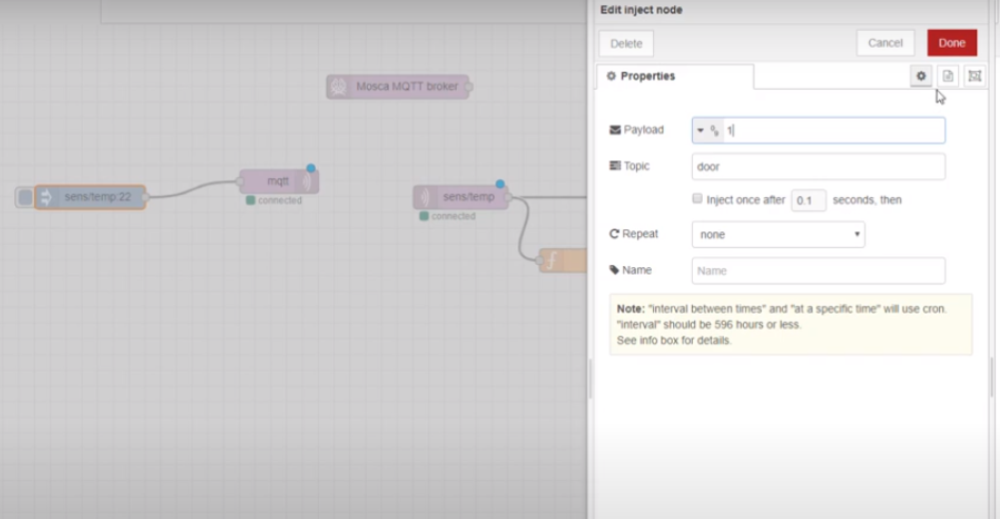 Edit inject node
Delete
Cancel
Done
Properties
Payload
1
Topic
door
Inject once after 0.1 seconds, then
Repeat
none
Name
Name
Note: "interval between times" and "at a specific time" will use cron.
"interval" should be 596 hours or less.
See info box for details.
Mosca MQTT broker
sens/temp:22
mqtt
connected
sens/temp
connected
f